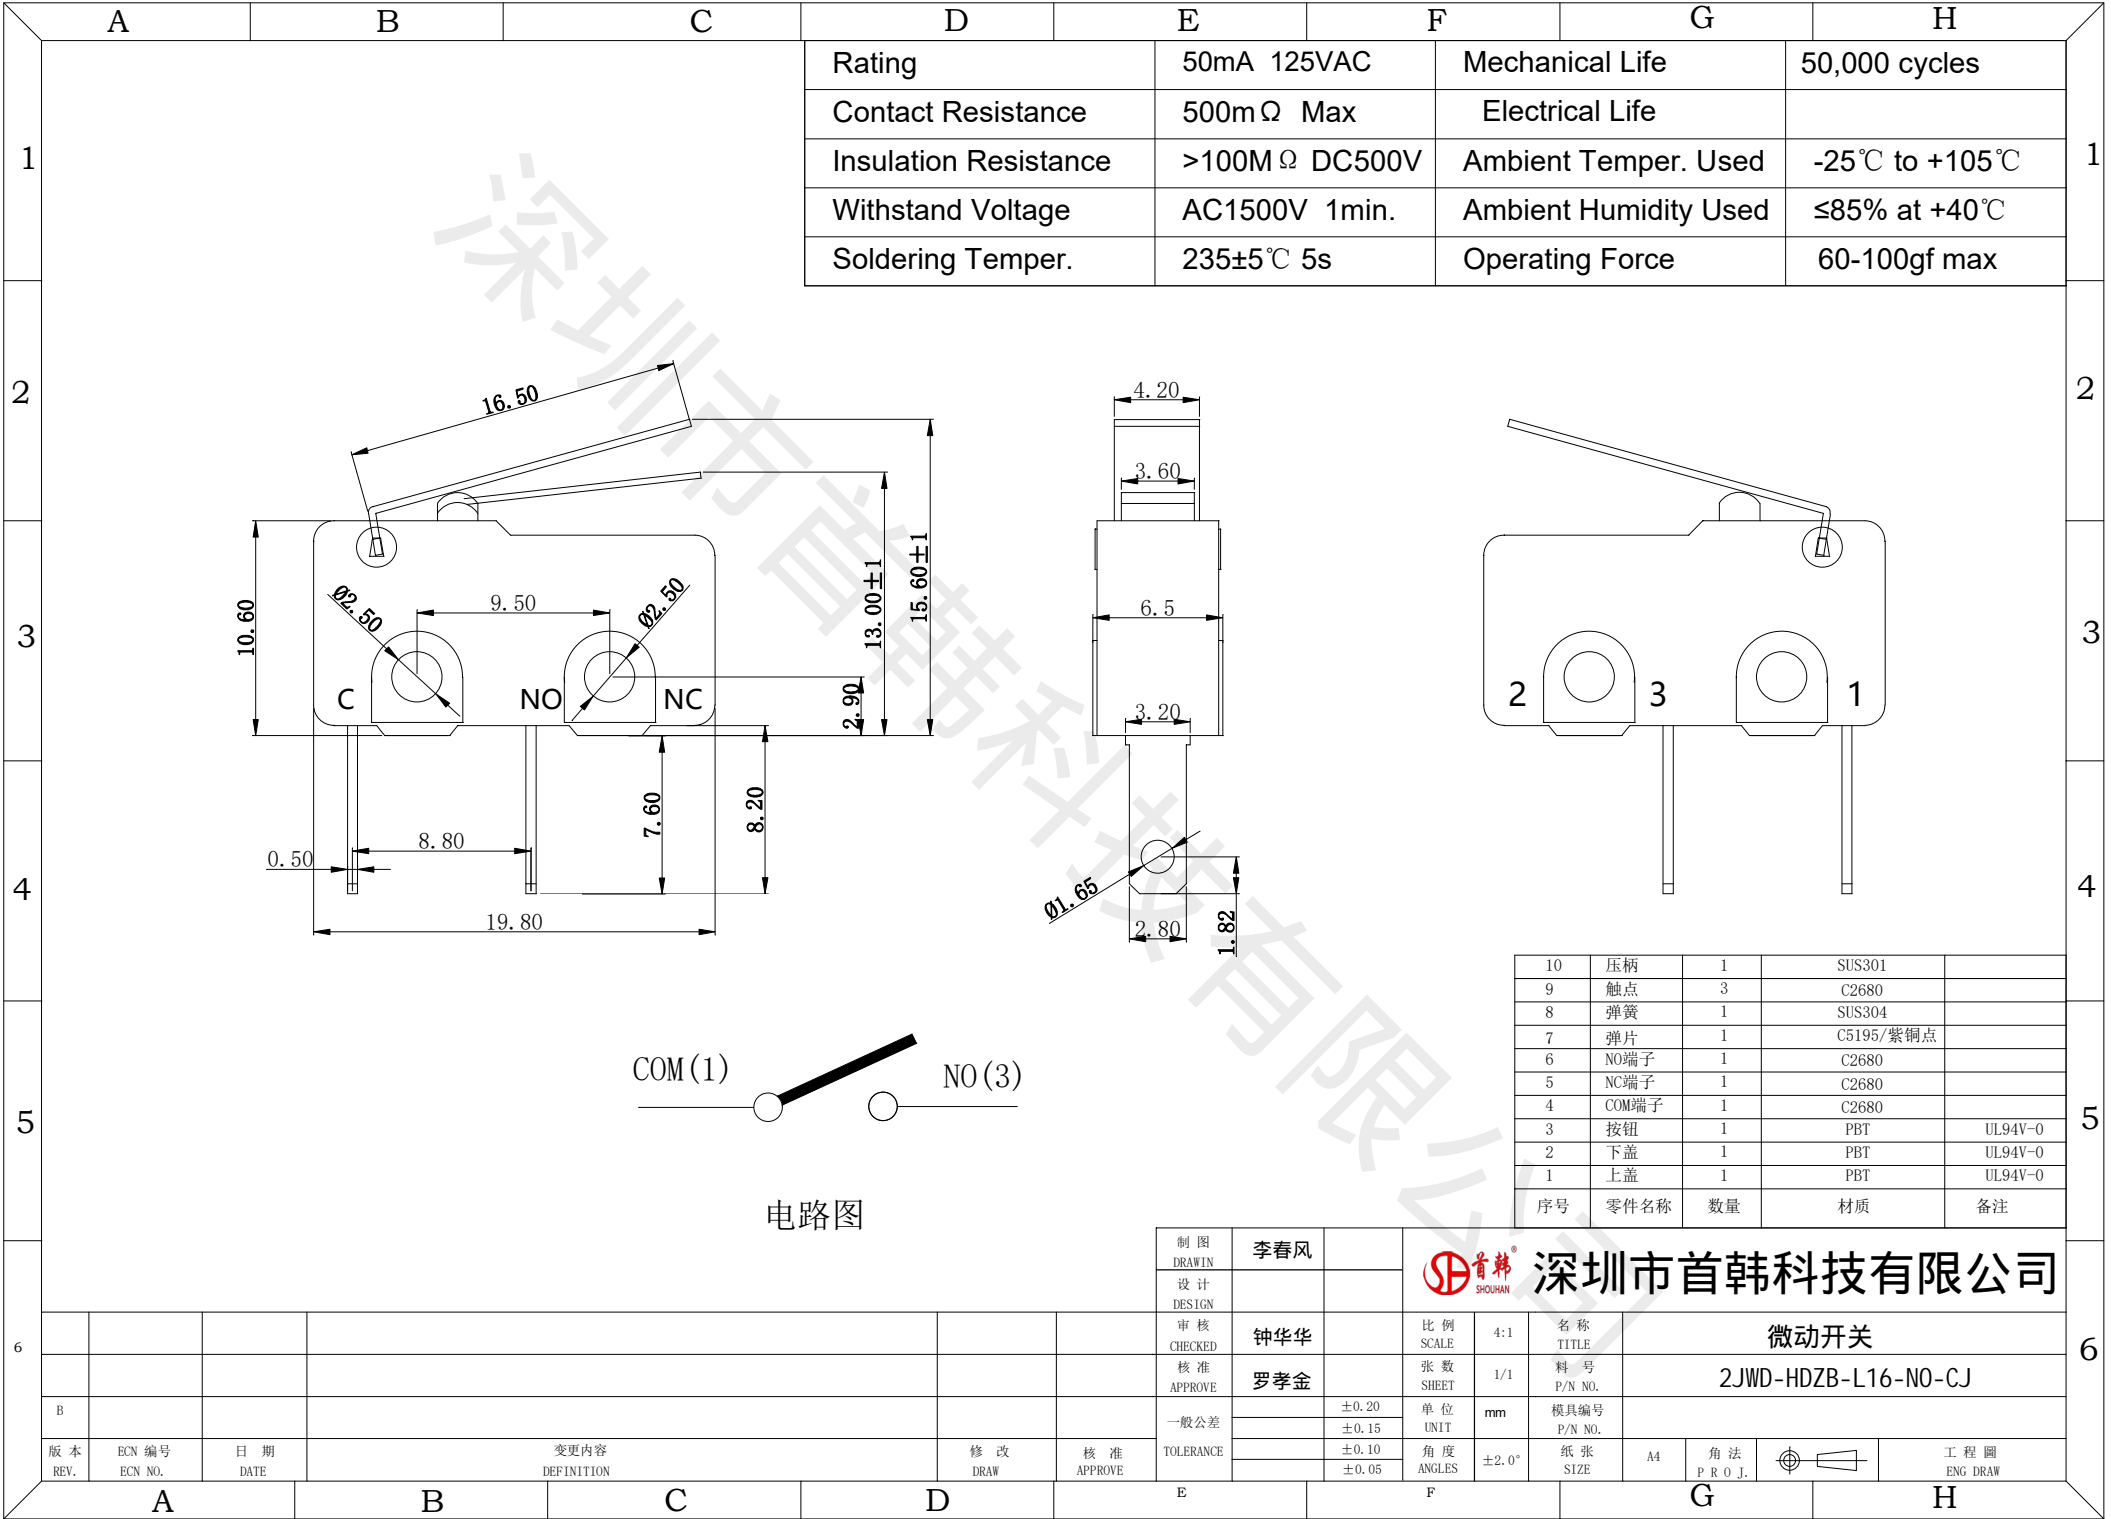 A B C D E F G H
Rating 50mA 125VAC Mechanical Life 50,000 cycles
Contact Resistance 500mΩ Max Electrical Life
Insulation Resistance >100MΩ DC500V Ambient Temper. Used -25℃ to +105℃
Withstand Voltage AC1500V 1min. Ambient Humidity Used ≤85% at +40℃
Soldering Temper. 235±5℃ 5s Operating Force 60-100gf max
1 1
2 2
3 3
4 4
5 5
6 6
深圳市首韩科技有限公司
16.50
10.60
Ø2.50
9.50
Ø2.50
C NO NC
13.00±1
15.60±1
2.90
7.60
8.20
8.80
0.50
19.80
4.20
3.60
6.5
3.20
Ø1.65
2.80
1.82
2 3 1
COM(1) NO(3)
电路图
10 压柄 1 SUS301
9 触点 3 C2680
8 弹簧 1 SUS304
7 弹片 1 C5195/紫铜点
6 NO端子 1 C2680
5 NC端子 1 C2680
4 COM端子 1 C2680
3 按钮 1 PBT UL94V-0
2 下盖 1 PBT UL94V-0
1 上盖 1 PBT UL94V-0
序号 零件名称 数量 材质 备注
制图 李春风
DRAWIN
设计
DESIGN
SH 首韩® SHOUHAN 深圳市首韩科技有限公司
审核 钟华华
CHECKED
比例 4:1
SCALE
名称 微动开关
TITLE
核准 罗孝金
APPROVE
张数 1/1
SHEET
料号 2JWD-HDZB-L16-NO-CJ
P/N NO.
一般公差
TOLERANCE
±0.20
±0.15
±0.10
±0.05
单位 mm
UNIT
模具编号
P/N NO.
角度 ±2.0°
ANGLES
纸张 A4
SIZE
角法
PROJ.
工程圖
ENG DRAW
B
版本 ECN 编号 日期 变更内容 修改 核准
REV. ECN NO. DATE DEFINITION DRAW APPROVE
A B C D E F G H